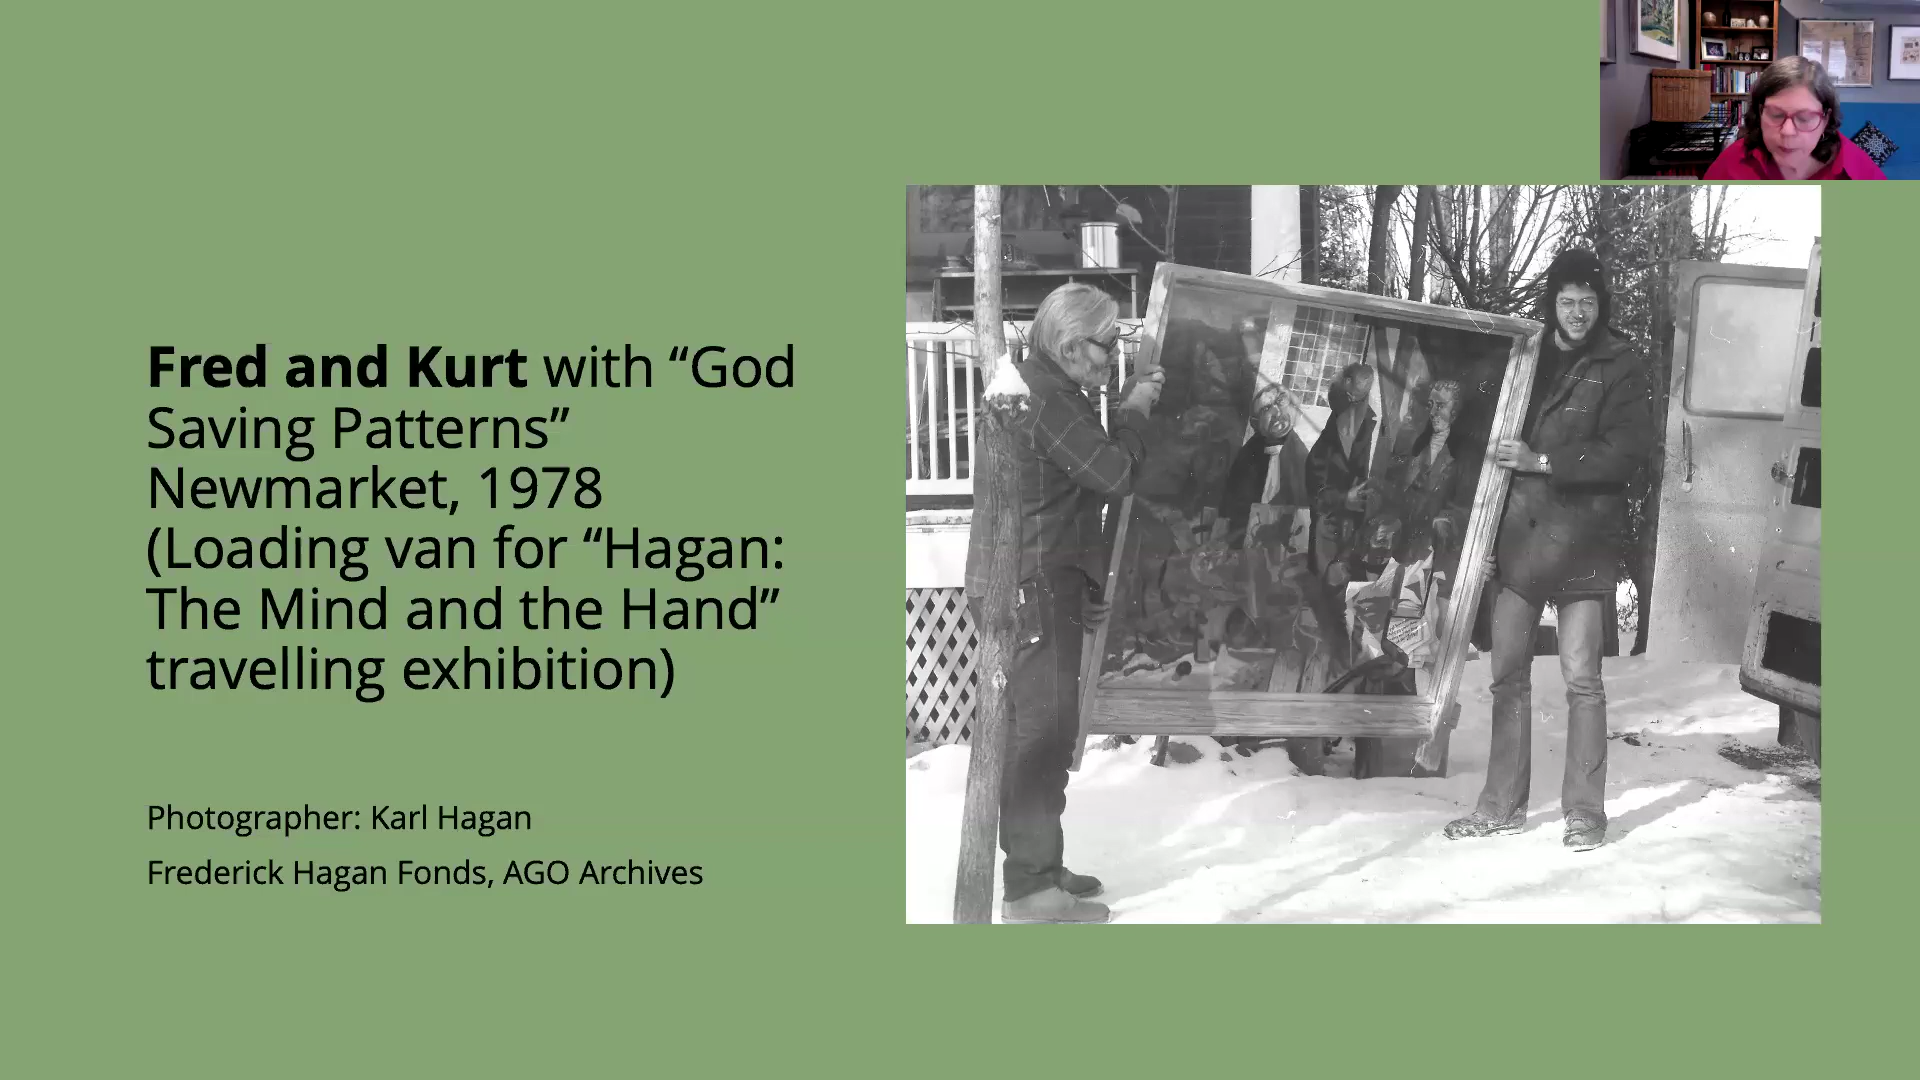 Fred and Kurt with “God
Saving Patterns”
Newmarket, 1978
(Loading van for “Hagan:
The Mind and the Hand”
travelling exhibition)
Photographer: Karl Hagan
Frederick Hagan Fonds, AGO Archives